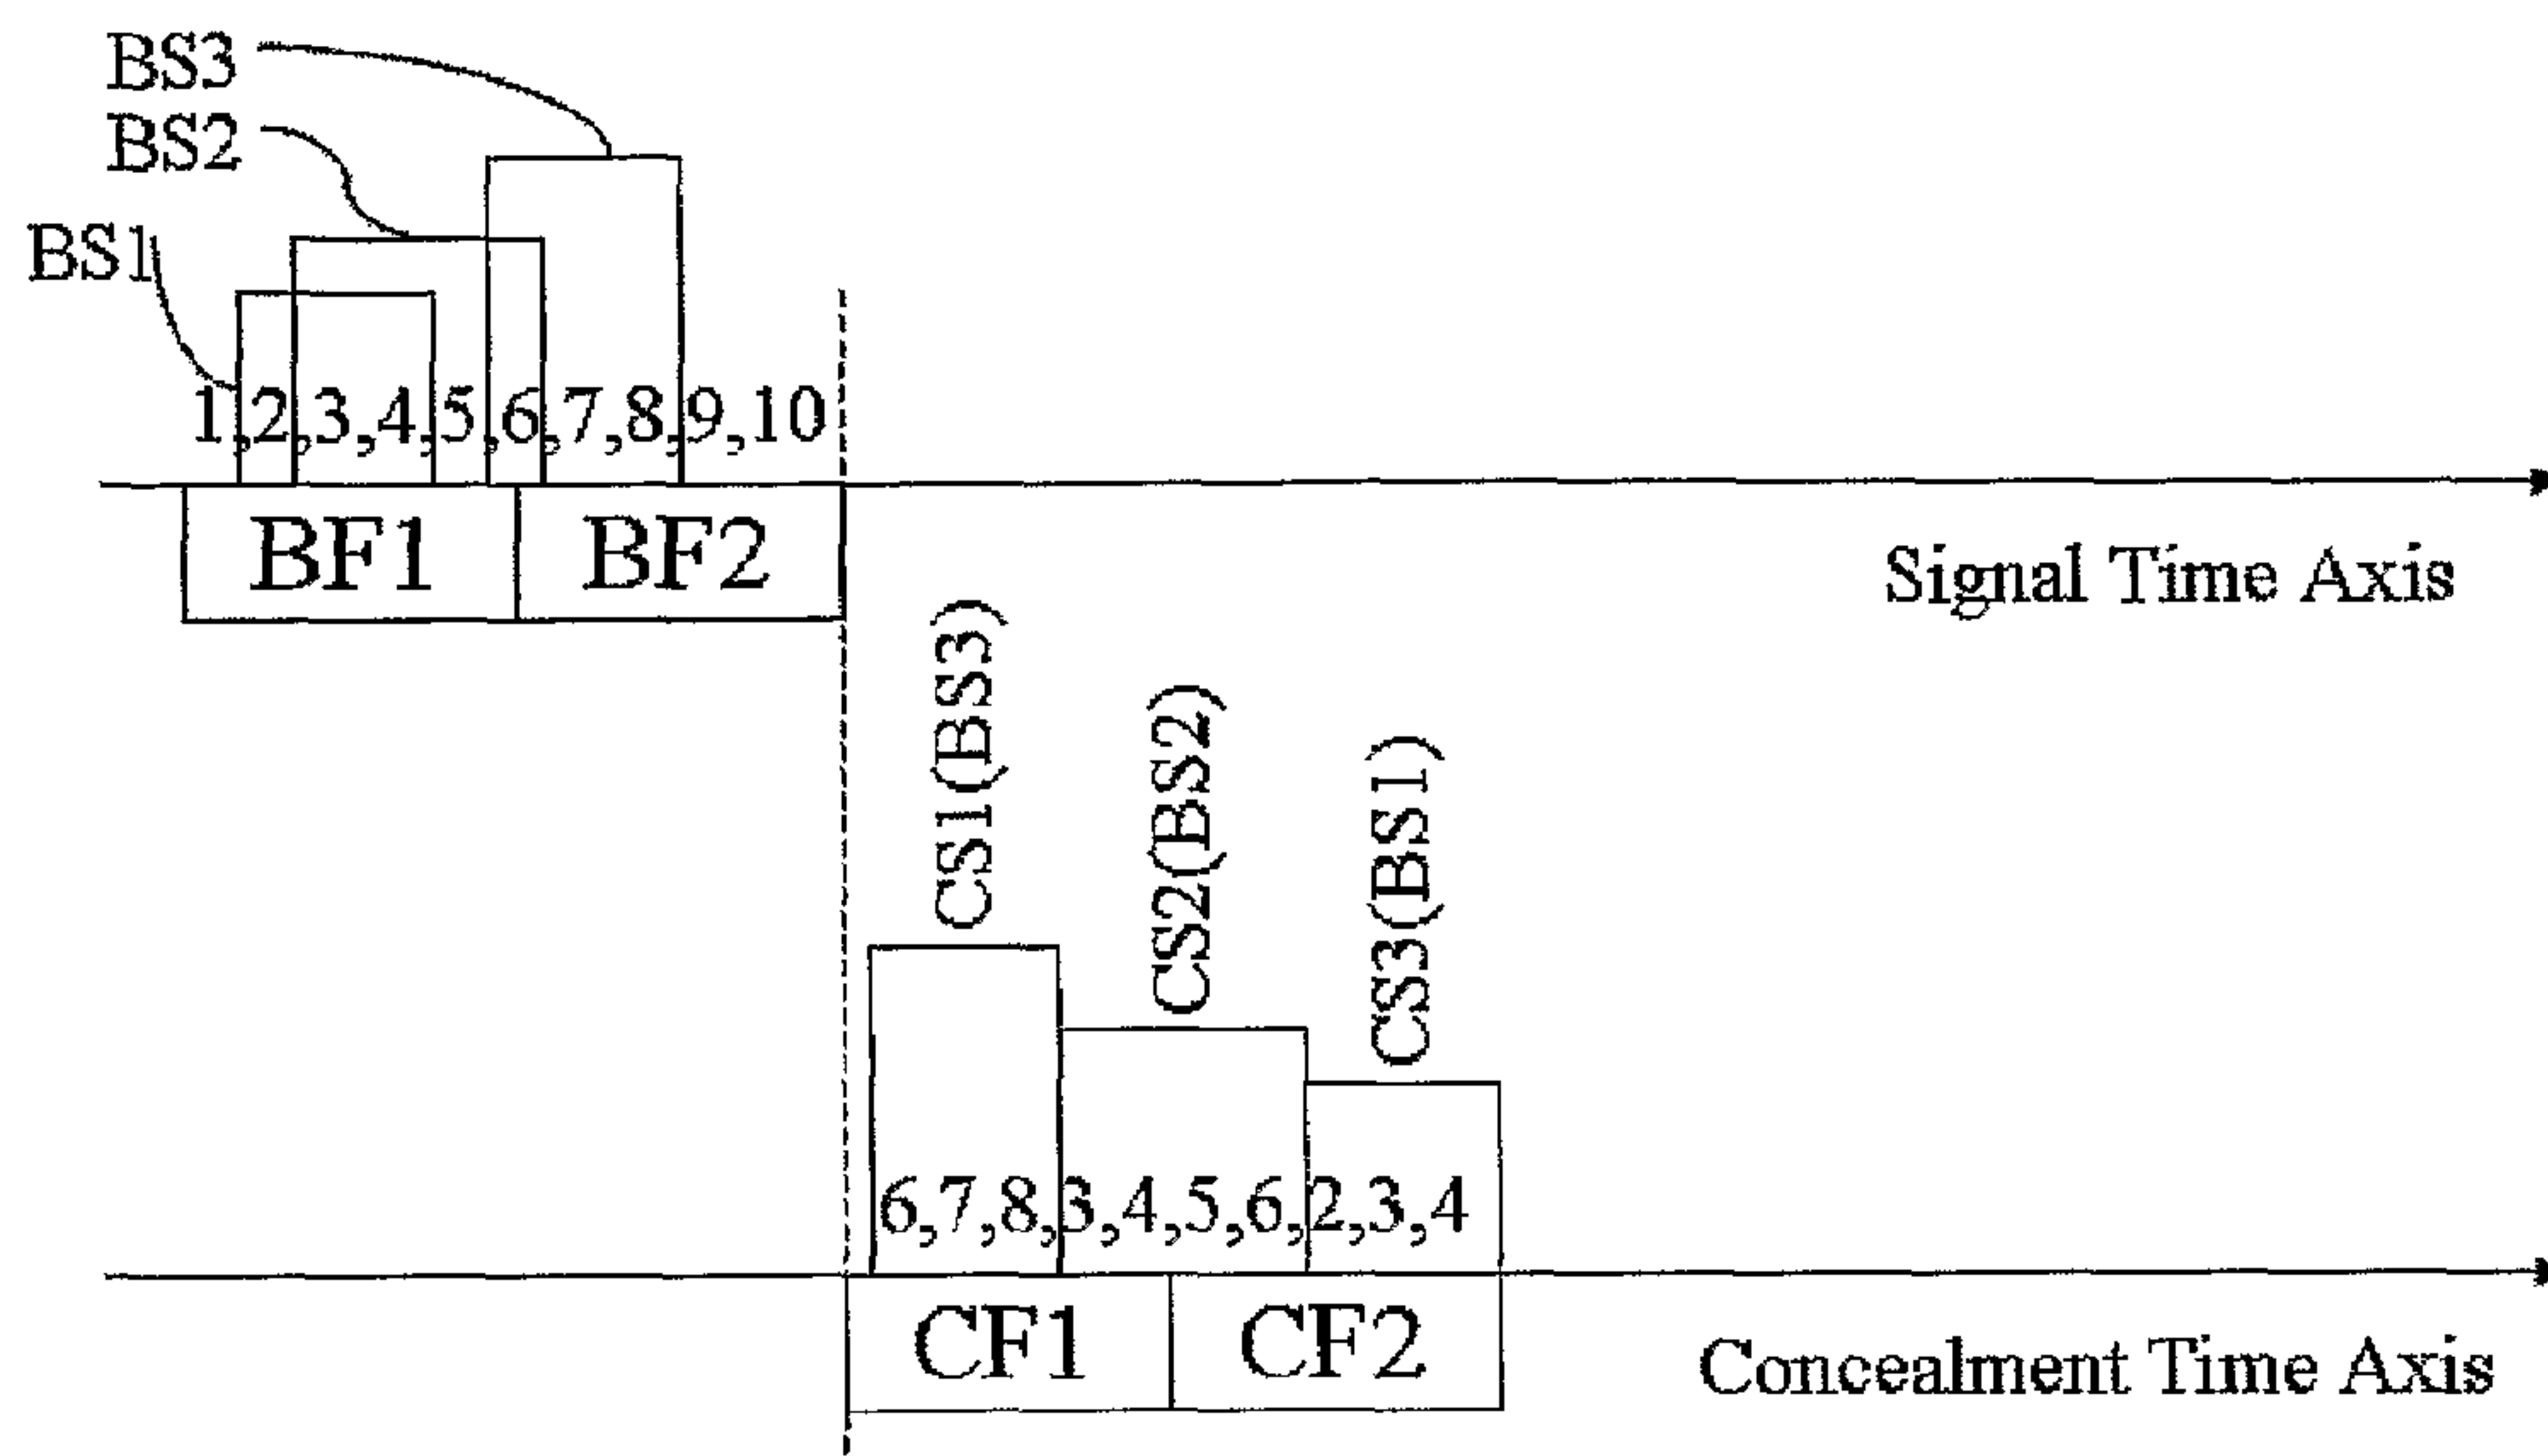 BS3
BS2
BS1
1,2,3,4,5,6,7,8,9,10
BF1 BF2
Signal Time Axis
CS1(BS3)
CS2(BS2)
CS3(BS1)
6,7,8,3,4,5,6,2,3,4
CF1 CF2
Concealment Time Axis